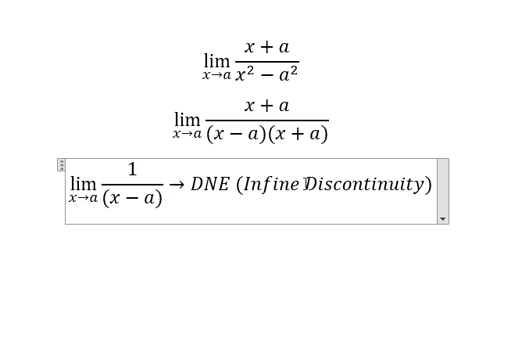 lim x→a (x + a)/(x² − a²)
lim x→a (x + a)/((x − a)(x + a))
lim x→a 1/(x − a) → DNE (Infine Discontinuity)